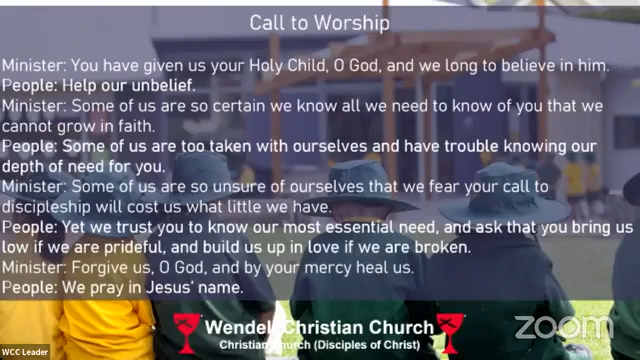 Call to Worship
Minister: You have given us your Holy Child, O God, and we long to believe in him.
People: Help our unbelief.
Minister: Some of us are so certain we know all we need to know of you that we
cannot grow in faith.
People: Some of us are too taken with ourselves and have trouble knowing our
depth of need for you.
Minister: Some of us are so unsure of ourselves that we fear your call to
discipleship will cost us what little we have.
People: Yet we trust you to know our most essential need, and ask that you bring us
low if we are prideful, and build us up in love if we are broken.
Minister: Forgive us, O God, and by your mercy heal us.
People: We pray in Jesus' name.
Wendell Christian Church
Christian Church (Disciples of Christ)
zoom
WCC Leader